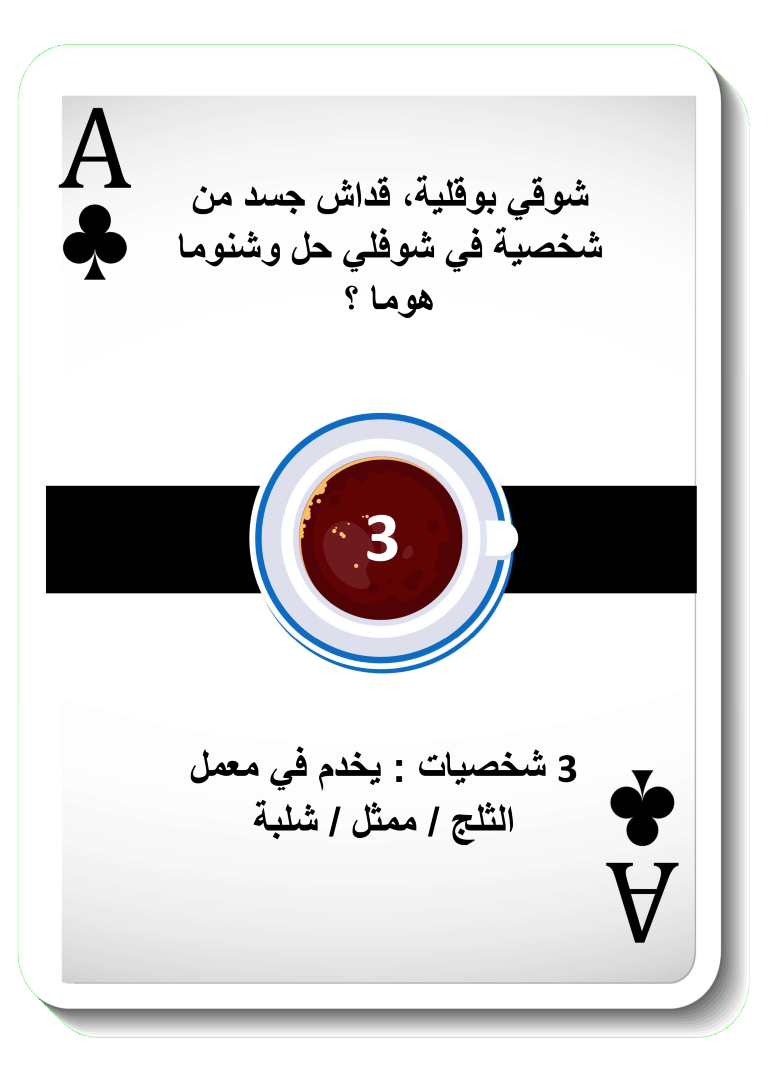 A
شوقي بوقلية، قداش جسد من
شخصية في شوفلي حل وشنوما
هوما ؟
3
3 شخصيات : يخدم في معمل
الثلج / ممثل / شلبة
A